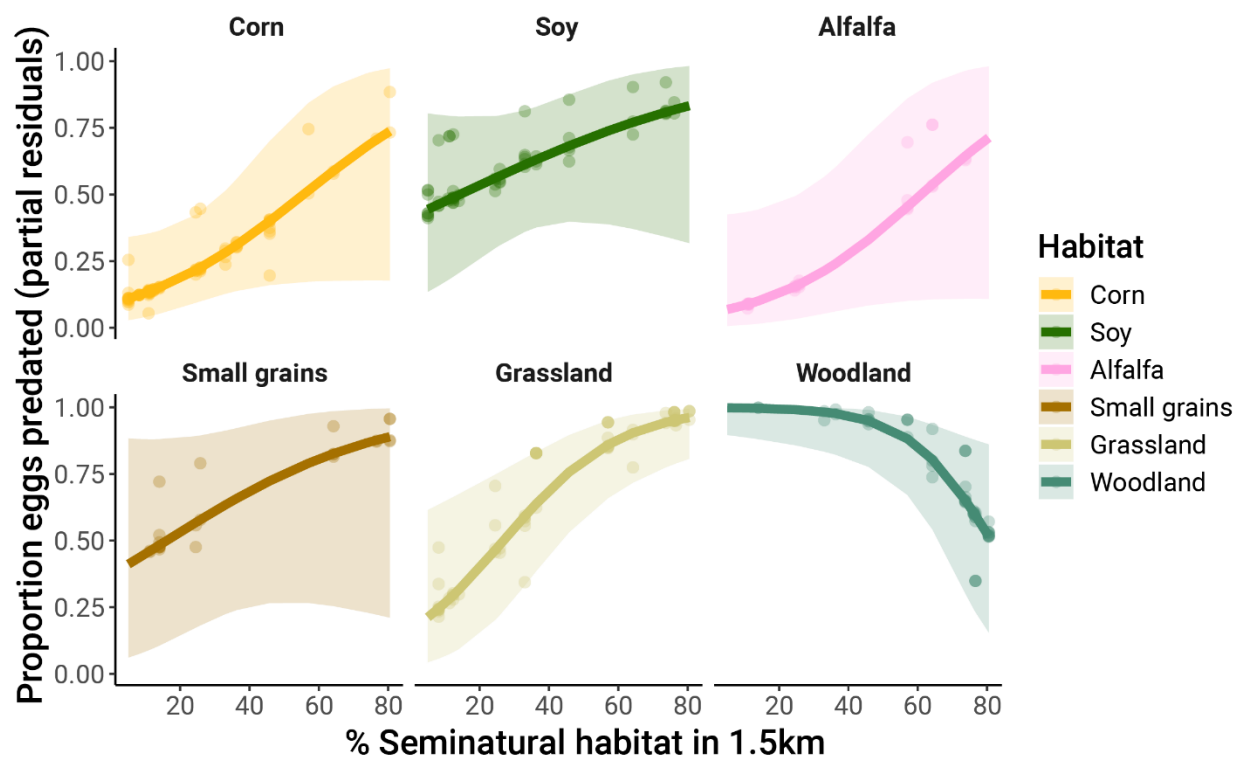 Corn
Soy
Alfalfa
Proportion eggs predated (partial residuals)
1.00
0.75
0.50
0.25
0.00
Small grains
Grassland
Woodland
1.00
0.75
0.50
0.25
0.00
20 40 60 80
20 40 60 80
20 40 60 80
% Seminatural habitat in 1.5km
Habitat
Corn
Soy
Alfalfa
Small grains
Grassland
Woodland